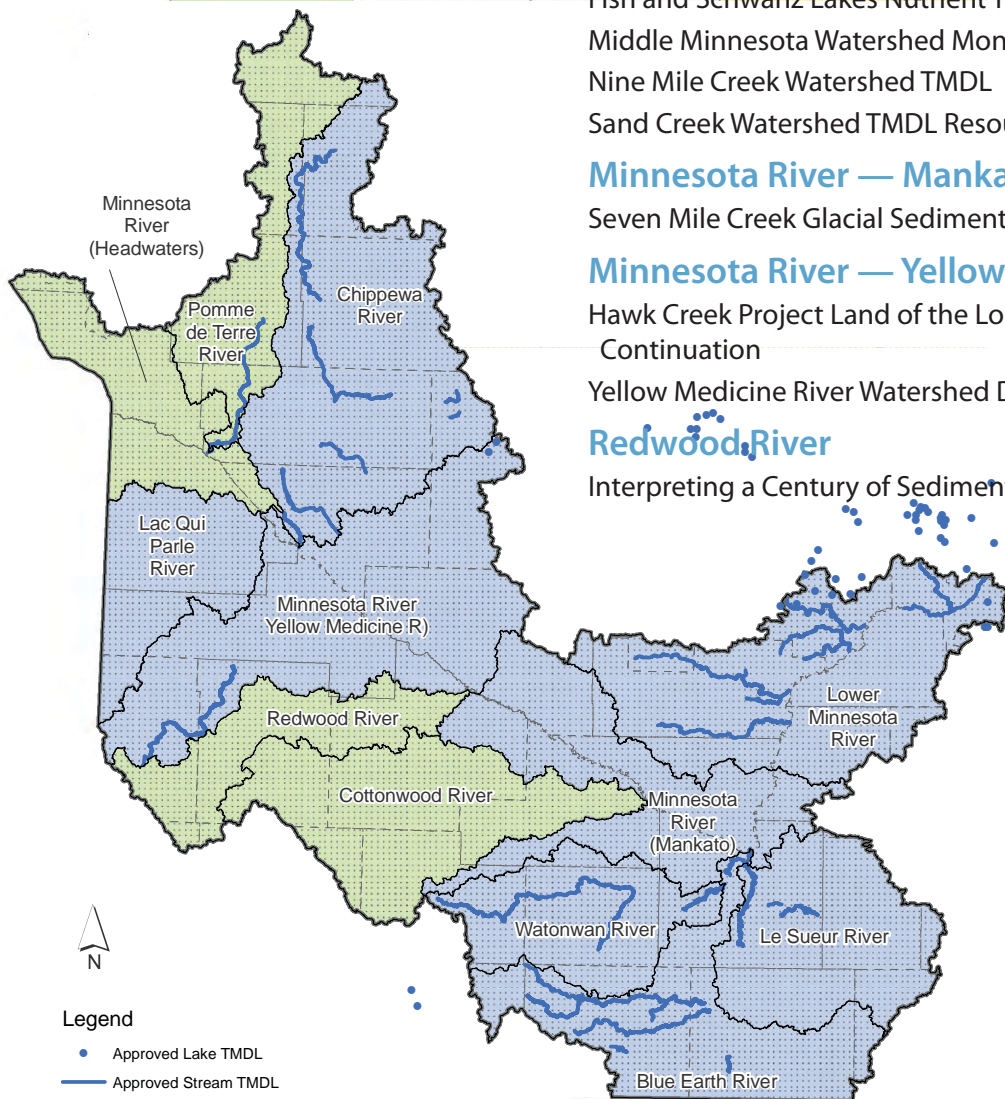 Fish and Schwanz Lakes Nutrient
Middle Minnesota Watershed Mon
Nine Mile Creek Watershed TMDL
Sand Creek Watershed TMDL Resou
Minnesota River — Manka
Seven Mile Creek Glacial Sediment
Minnesota River — Yellow
Hawk Creek Project Land of the Lo
Continuation
Yellow Medicine River Watershed D
Redwood River
Interpreting a Century of Sedimen
Minnesota
River
(Headwaters)
Pomme
de Terre
River
Chippewa
River
Lac Qui
Parle
River
Minnesota River
Yellow Medicine R)
Redwood River
Cottonwood River
Lower
Minnesota
River
Minnesota
River
(Mankato)
Watonwan River
Le Sueur River
Blue Earth River
N
Legend
Approved Lake TMDL
Approved Stream TMDL